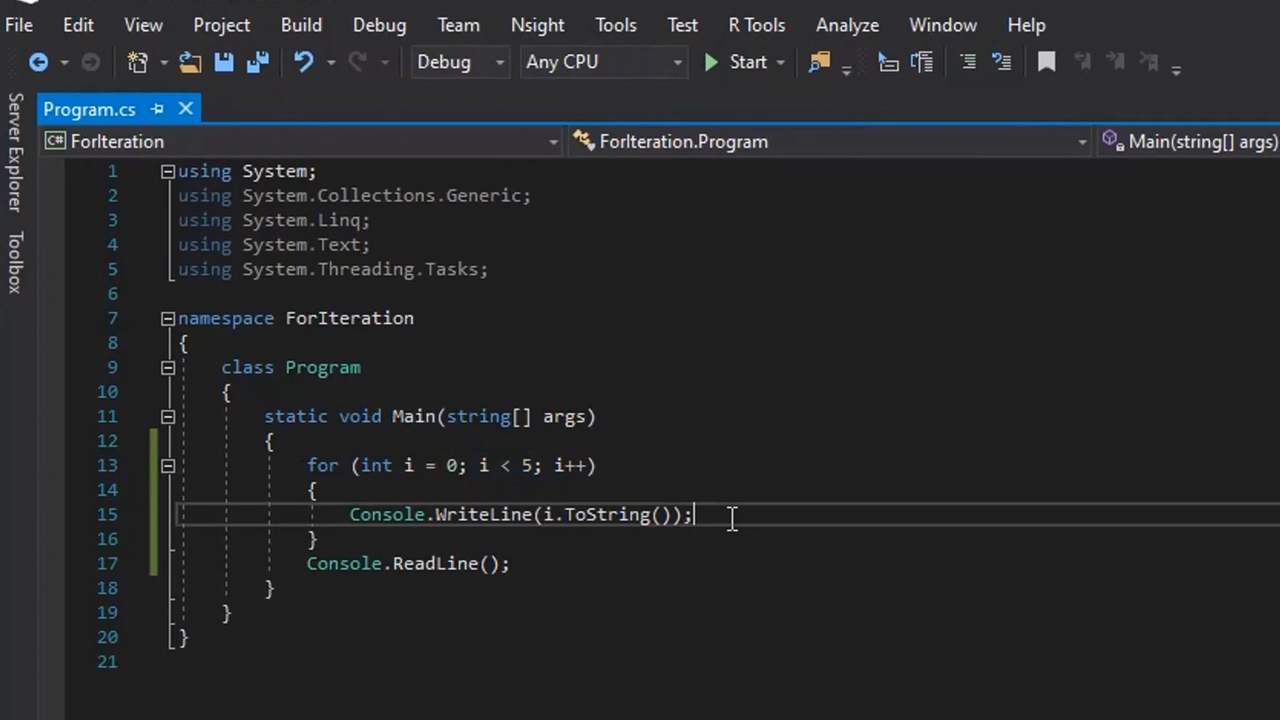 File Edit View Project Build Debug Team Nsight Tools Test R Tools Analyze Window Help
Debug Any CPU Start
Server Explorer
Toolbox
Program.cs
C# ForIteration ForIteration.Program Main(string[] args)
1 using System;
2 using System.Collections.Generic;
3 using System.Linq;
4 using System.Text;
5 using System.Threading.Tasks;
6
7 namespace ForIteration
8 {
9 class Program
10 {
11 static void Main(string[] args)
12 {
13 for (int i = 0; i < 5; i++)
14 {
15 Console.WriteLine(i.ToString());
16 }
17 Console.ReadLine();
18 }
19 }
20 }
21